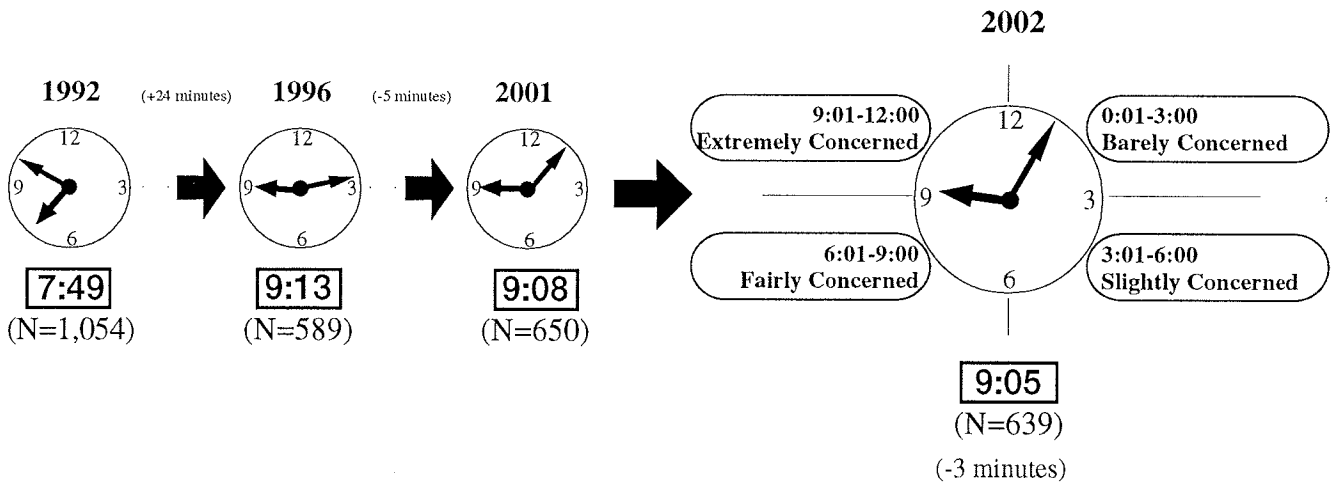 2002
1992 (+24 minutes) 1996 (-5 minutes) 2001
12
9
3
6
7:49
(N=1,054)
12
9
3
6
9:13
(N=589)
12
9
3
6
9:08
(N=650)
9:01-12:00
Extremely Concerned
0:01-3:00
Barely Concerned
12
9
3
6
6:01-9:00
Fairly Concerned
3:01-6:00
Slightly Concerned
9:05
(N=639)
(-3 minutes)